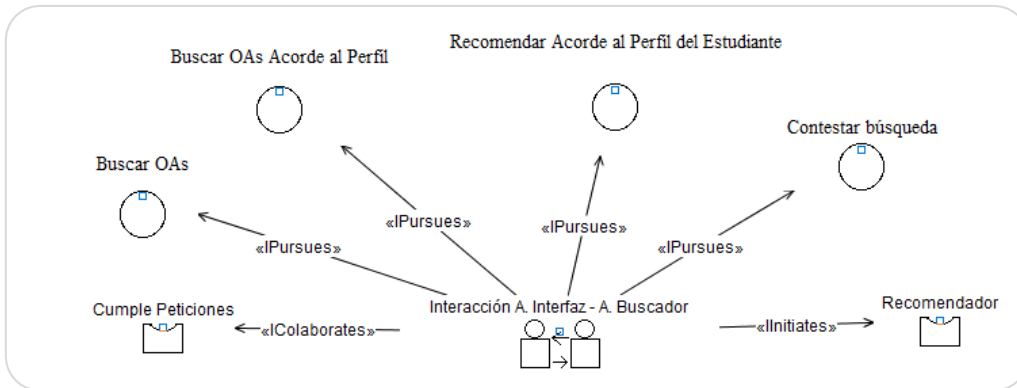 Recomendar Acorde al Perfil del Estudiante
Buscar OAs Acorde al Perfil
Contestar búsqueda
Buscar OAs
«IPursues»
«IPursues»
«IPursues»
«IPursues»
Cumple Peticiones
Interacción A. Interfaz - A. Buscador
Recomendador
«IColaborates»
«IInitiates»